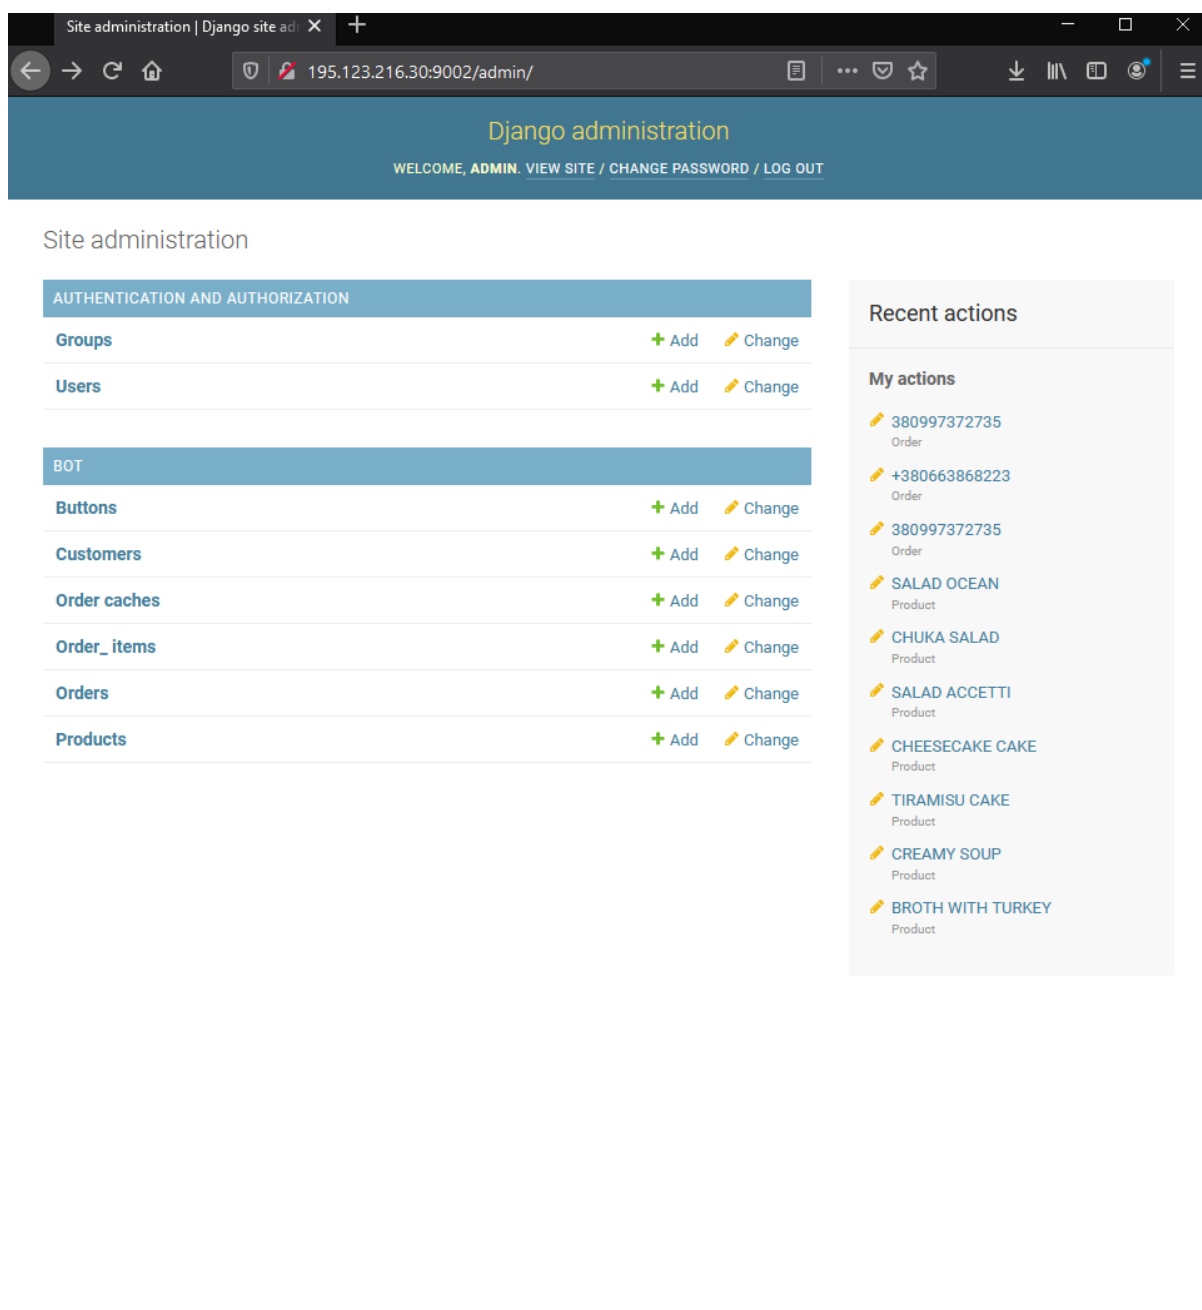 Site administration | Django site ad
195.123.216.30:9002/admin/
Django administration
WELCOME, ADMIN. VIEW SITE / CHANGE PASSWORD / LOG OUT
Site administration
AUTHENTICATION AND AUTHORIZATION
Groups Add Change
Users Add Change
BOT
Buttons Add Change
Customers Add Change
Order caches Add Change
Order_ items Add Change
Orders Add Change
Products Add Change
Recent actions
My actions
380997372735
Order
+380663868223
Order
380997372735
Order
SALAD OCEAN
Product
CHUKA SALAD
Product
SALAD ACCETTI
Product
CHEESECAKE CAKE
Product
TIRAMISU CAKE
Product
CREAMY SOUP
Product
BROTH WITH TURKEY
Product